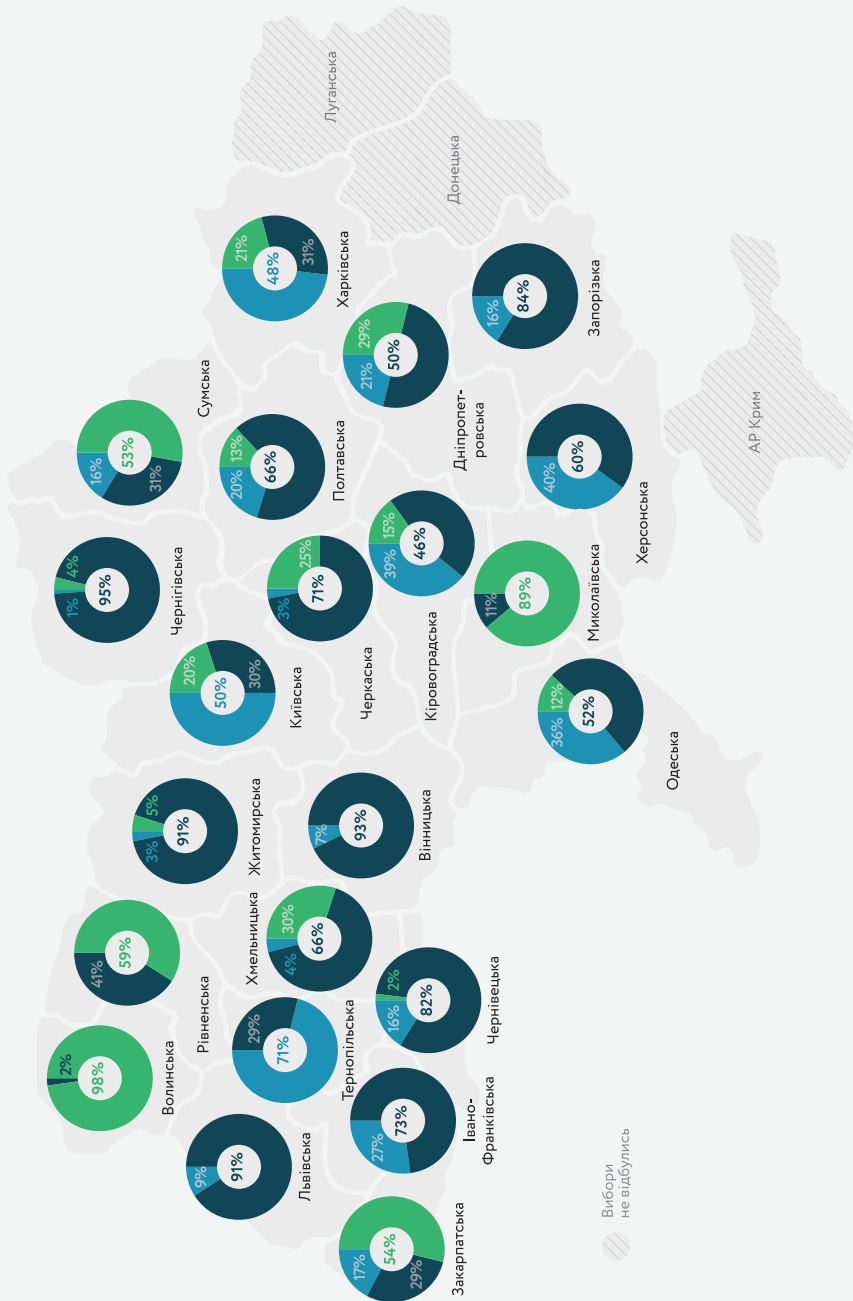 Луганська
Донецька
АР Крим
21%
48%
31%
Харківська
16%
53%
31%
Сумська
1%
4%
95%
Чернігівська
20%
13%
66%
Полтавська
21%
29%
50%
Дніпропет-
ровська
16%
84%
Запорізька
40%
60%
Херсонська
3%
25%
71%
Черкаська
39%
15%
46%
Кіровоградська
11%
89%
Миколаївська
20%
50%
30%
Київська
36%
12%
52%
Одеська
3%
5%
91%
Житомирська
7%
93%
Вінницька
41%
59%
Рівненська
4%
30%
66%
Хмельницька
2%
98%
Волинська
29%
71%
Тернопільська
16%
2%
82%
Чернівецька
9%
91%
Львівська
27%
73%
Івано-
Франківська
17%
54%
29%
Закарпатська
Вибори
не відбулись